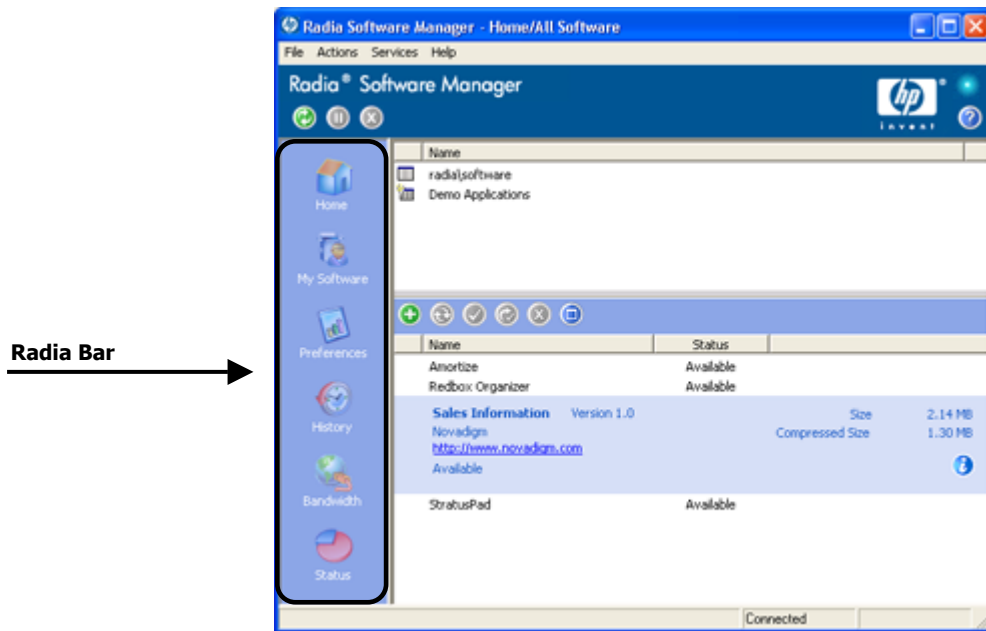 Radia Software Manager - Home/All Software
File Actions Services Help
Radia® Software Manager
hp
invent
Name
radia\software
Demo Applications
Home
My Software
Preferences
History
Bandwidth
Status
Radia Bar
Name Status
Amortize Available
Redbox Organizer Available
Sales Information Version 1.0 Size 2.14 MB
Novadigm Compressed Size 1.30 MB
http://www.novadigm.com
Available
StratusPad Available
Connected